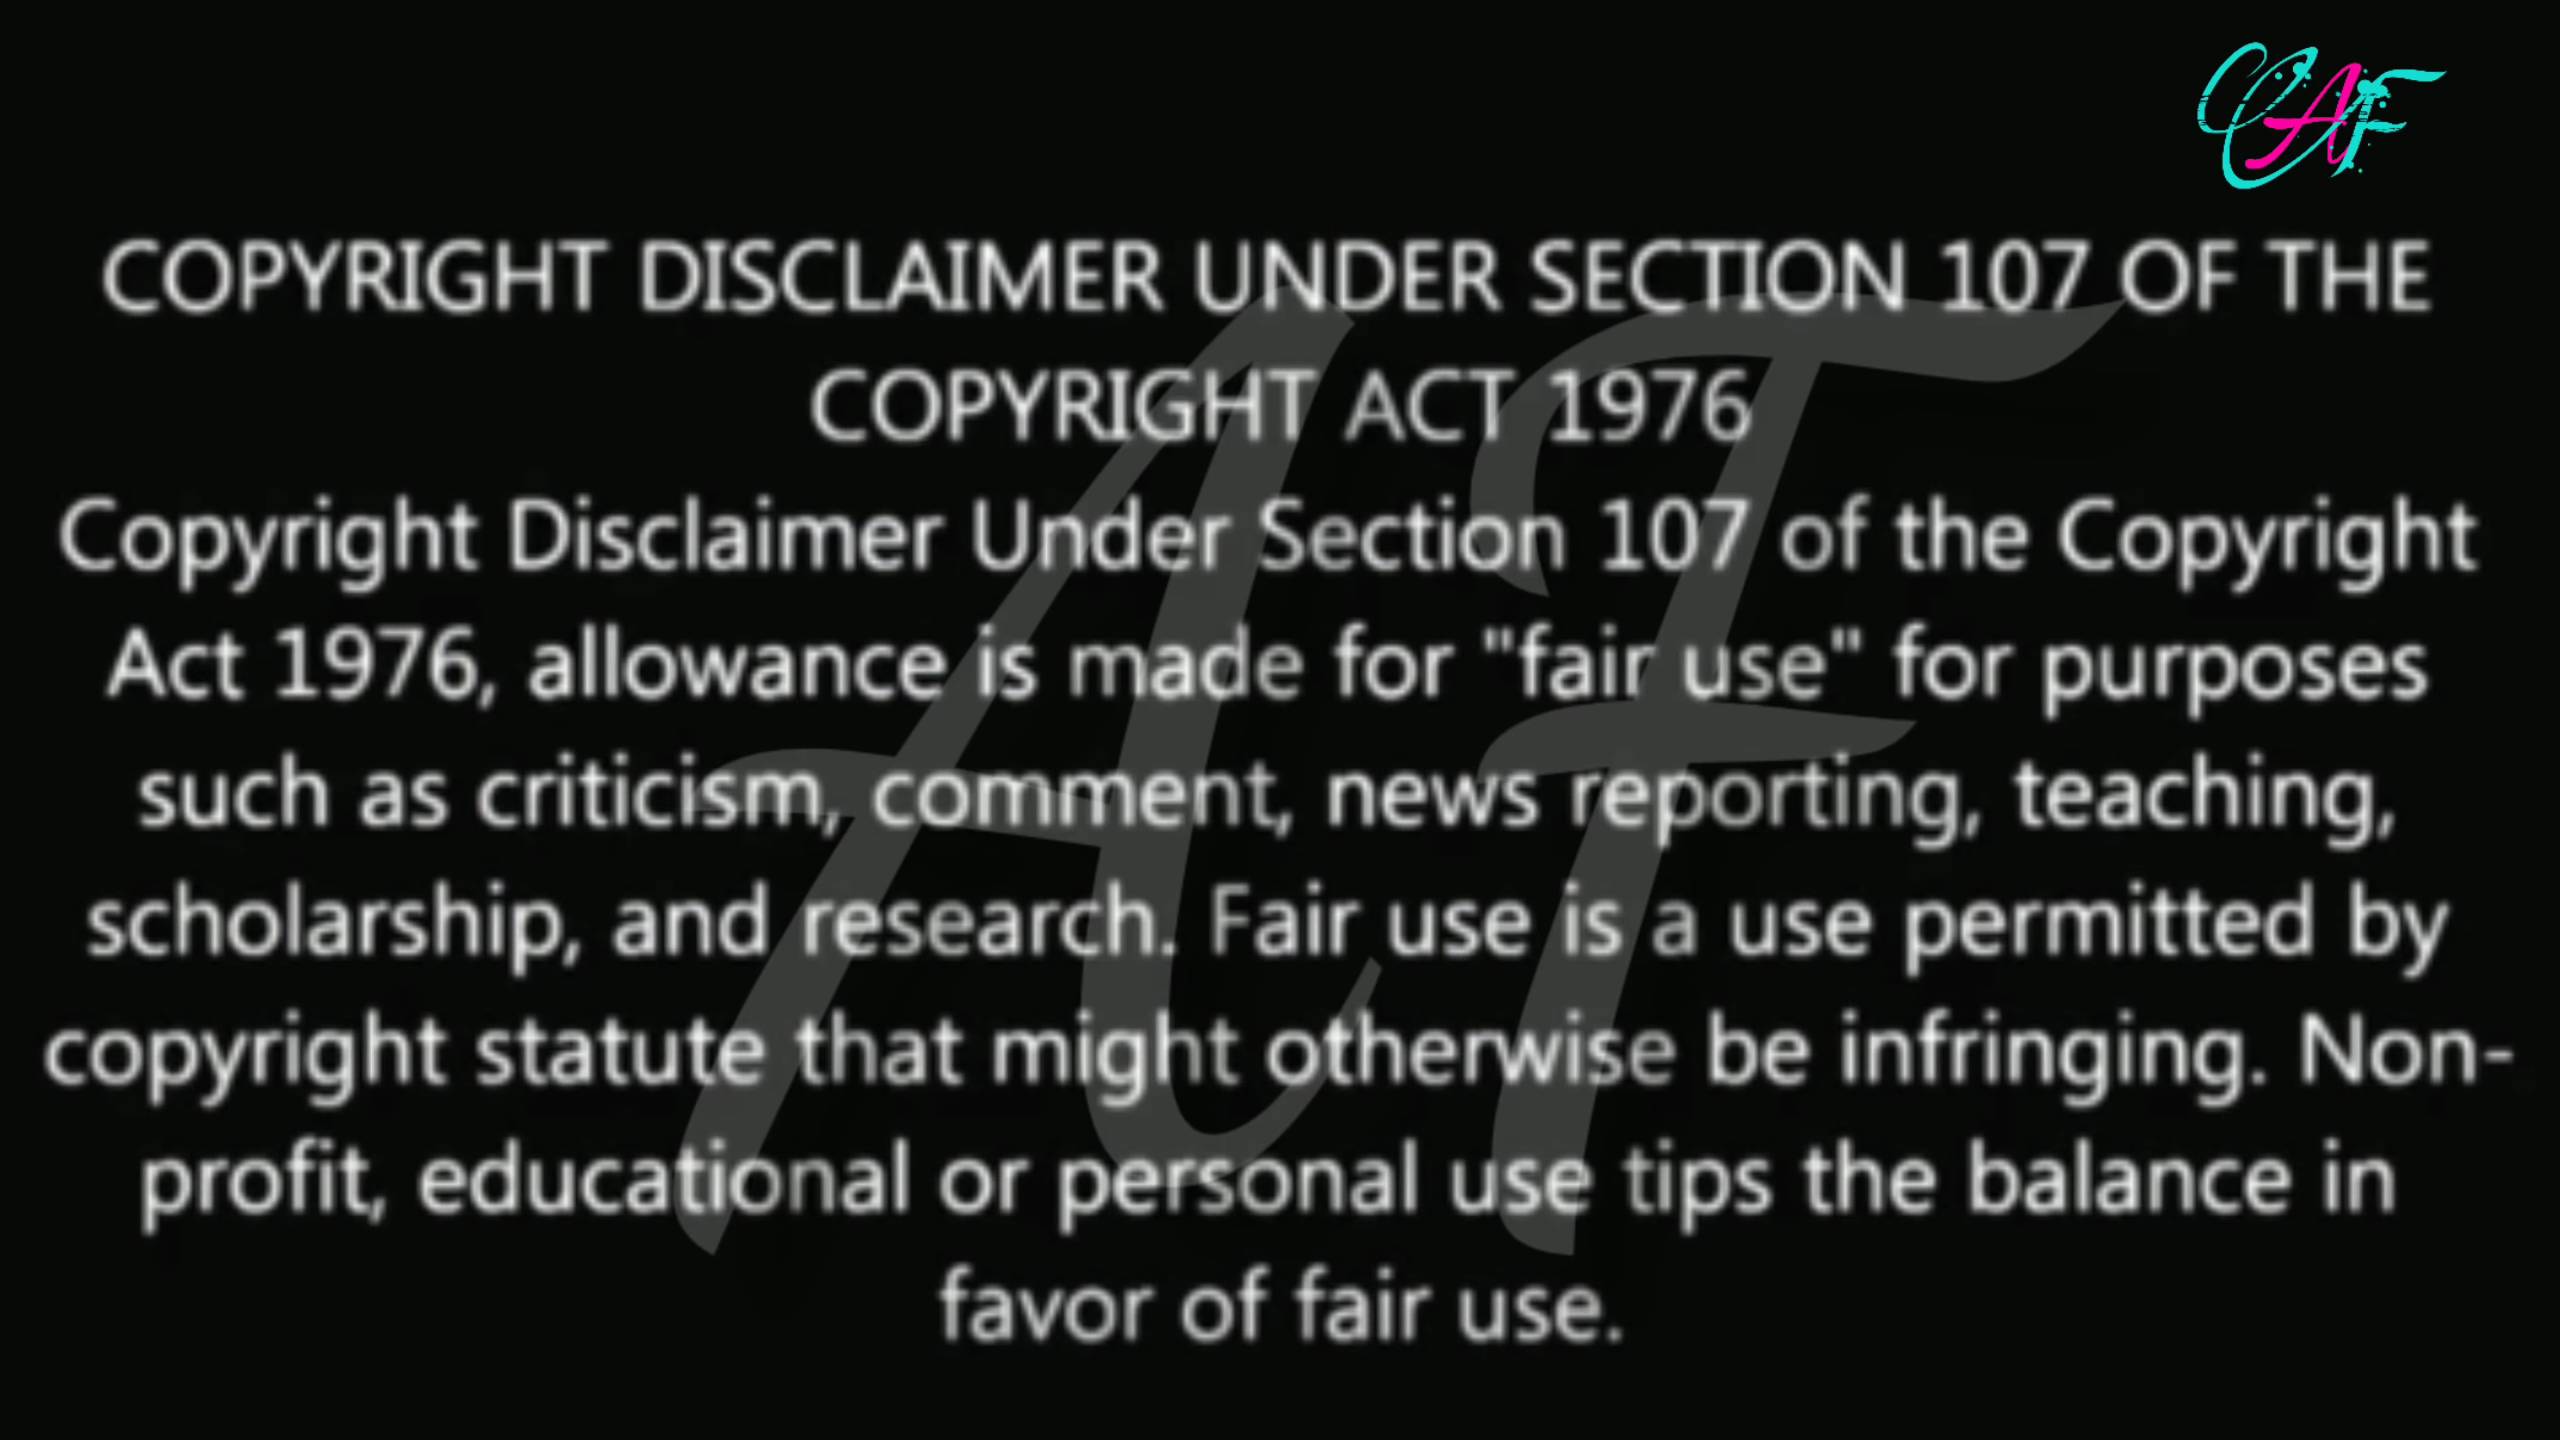 CAF
COPYRIGHT DISCLAIMER UNDER SECTION 107 OF THE
COPYRIGHT ACT 1976
Copyright Disclaimer Under Section 107 of the Copyright
Act 1976, allowance is made for "fair use" for purposes
such as criticism, comment, news reporting, teaching,
scholarship, and research. Fair use is a use permitted by
copyright statute that might otherwise be infringing. Non-
profit, educational or personal use tips the balance in
favor of fair use.
AF